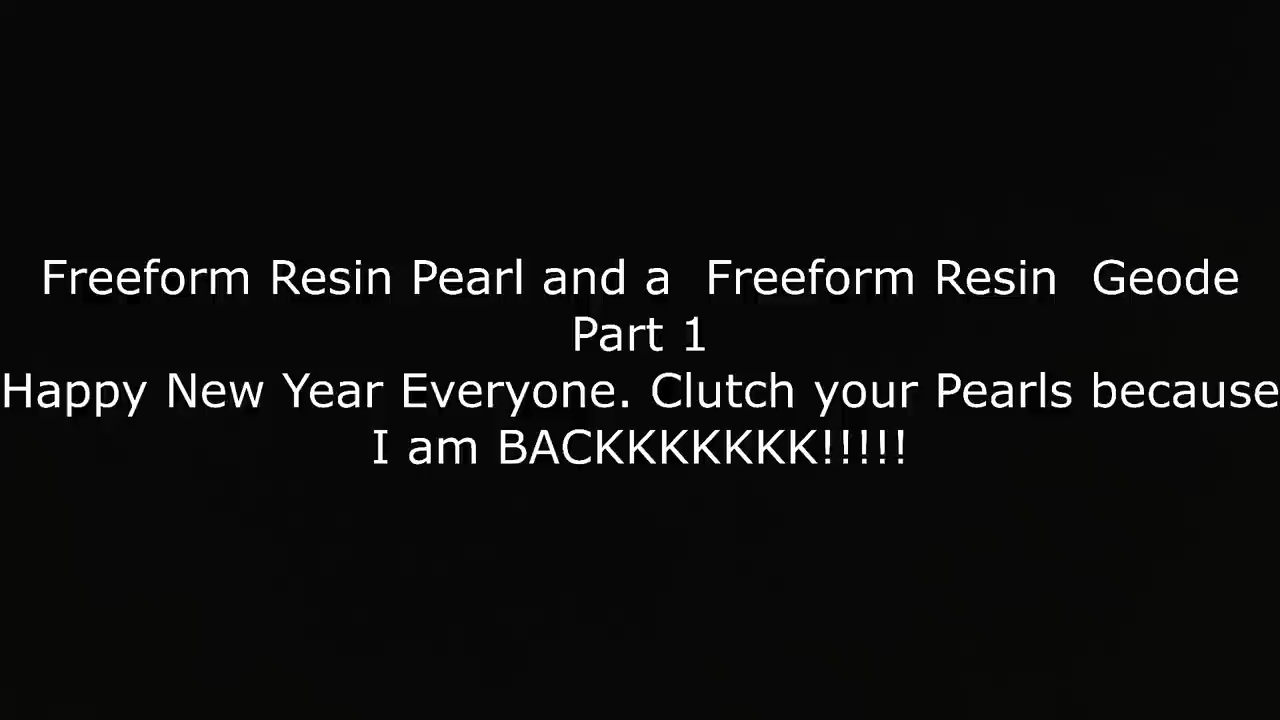 Freeform Resin Pearl and a  Freeform Resin  Geode
Part 1
Happy New Year Everyone. Clutch your Pearls because
I am BACKKKKKKK!!!!!